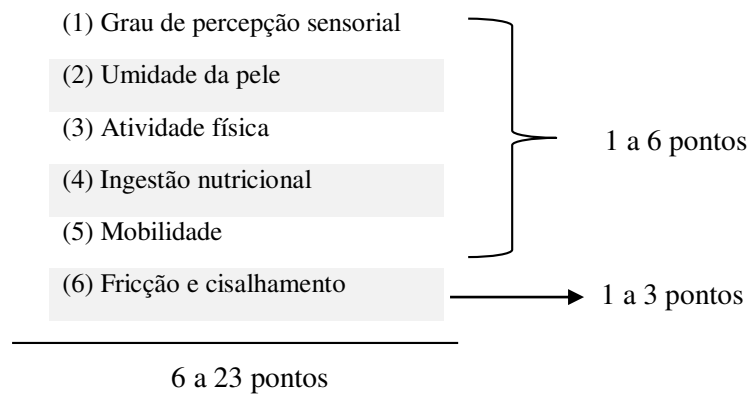 (1) Grau de percepção sensorial
(2) Umidade da pele
(3) Atividade física
(4) Ingestão nutricional
(5) Mobilidade
1 a 6 pontos
(6) Fricção e cisalhamento
1 a 3 pontos
6 a 23 pontos